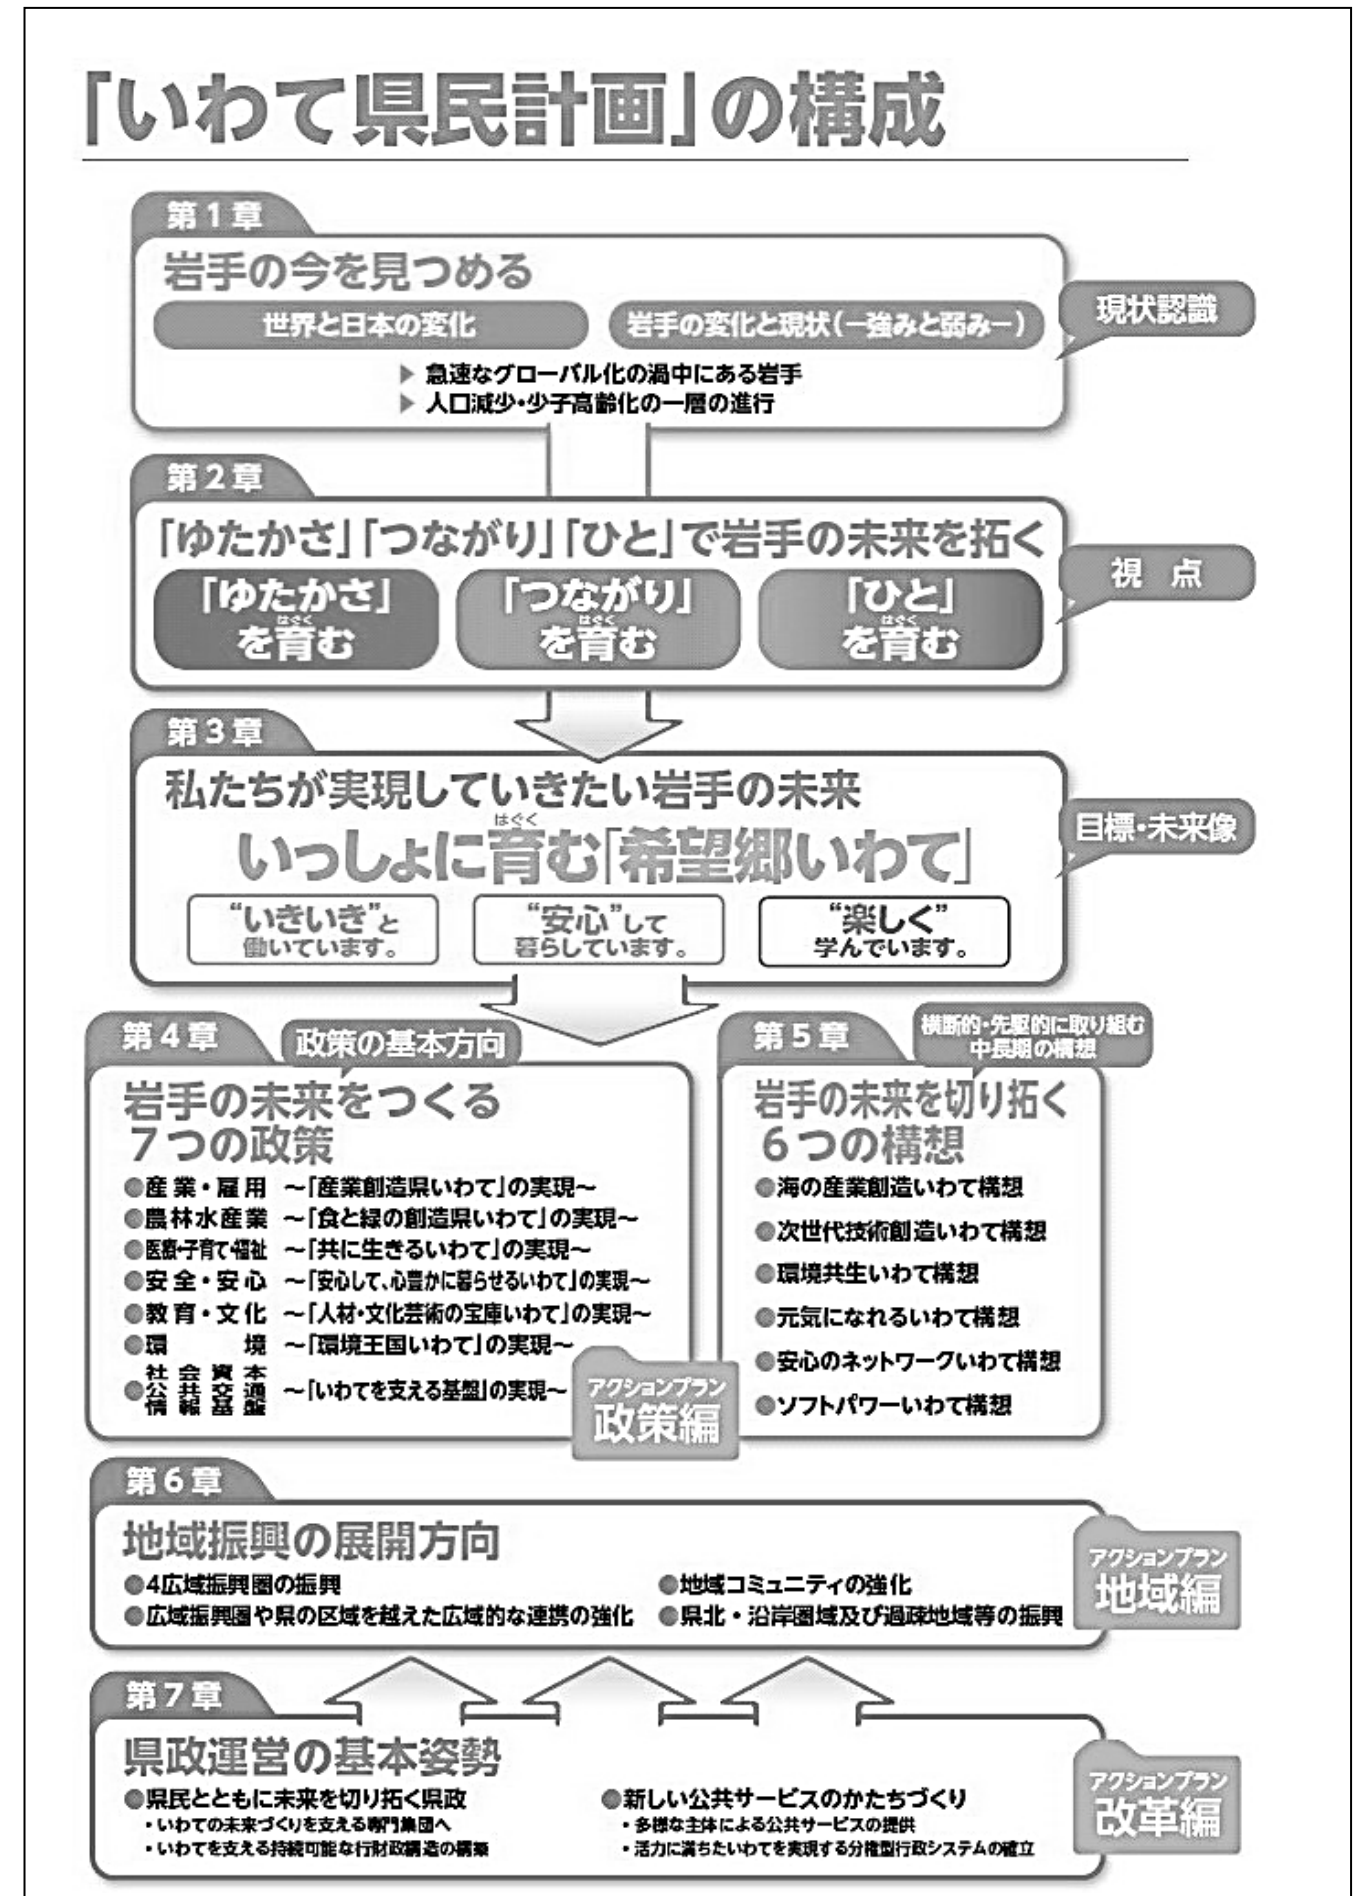 「いわて県民計画」の構成
第1章
岩手の今を見つめる
世界と日本の変化
岩手の変化と現状(－強みと弱み－)
現状認識
▶ 急速なグローバル化の渦中にある岩手
▶ 人口減少・少子高齢化の一層の進行
第2章
「ゆたかさ」「つながり」「ひと」で岩手の未来を拓く
視 点
「ゆたかさ」
を育む
はぐく
「つながり」
を育む
はぐく
「ひと」
を育む
はぐく
第3章
私たちが実現していきたい岩手の未来
はぐく
いっしょに育む「希望郷いわて」
目標・未来像
“いきいき”と
働いています。
“安心”して
暮らしています。
“楽しく”
学んでいます。
第4章
政策の基本方向
岩手の未来をつくる
7つの政策
●産業・雇用 ～「産業創造県いわて」の実現～
●農林水産業 ～「食と緑の創造県いわて」の実現～
●医療・子育て・福祉 ～「共に生きるいわて」の実現～
●安全・安心 ～「安心して、心豊かに暮らせるいわて」の実現～
●教育・文化 ～「人材・文化芸術の宝庫いわて」の実現～
●環 境 ～「環境王国いわて」の実現～
社会資本
●公共交通 ～「いわてを支える基盤」の実現～
情報基盤
アクションプラン
政策編
第5章
横断的・先駆的に取り組む
中長期の構想
岩手の未来を切り拓く
6つの構想
●海の産業創造いわて構想
●次世代技術創造いわて構想
●環境共生いわて構想
●元気になれるいわて構想
●安心のネットワークいわて構想
●ソフトパワーいわて構想
第6章
地域振興の展開方向
●4広域振興圏の振興
●広域振興圏や県の区域を越えた広域的な連携の強化
●地域コミュニティの強化
●県北・沿岸圏域及び過疎地域等の振興
アクションプラン
地域編
第7章
県政運営の基本姿勢
●県民とともに未来を切り拓く県政
・いわての未来づくりを支える専門集団へ
・いわてを支える持続可能な行財政構造の構築
●新しい公共サービスのかたちづくり
・多様な主体による公共サービスの提供
・活力に満ちたいわてを実現する分権型行政システムの確立
アクションプラン
改革編